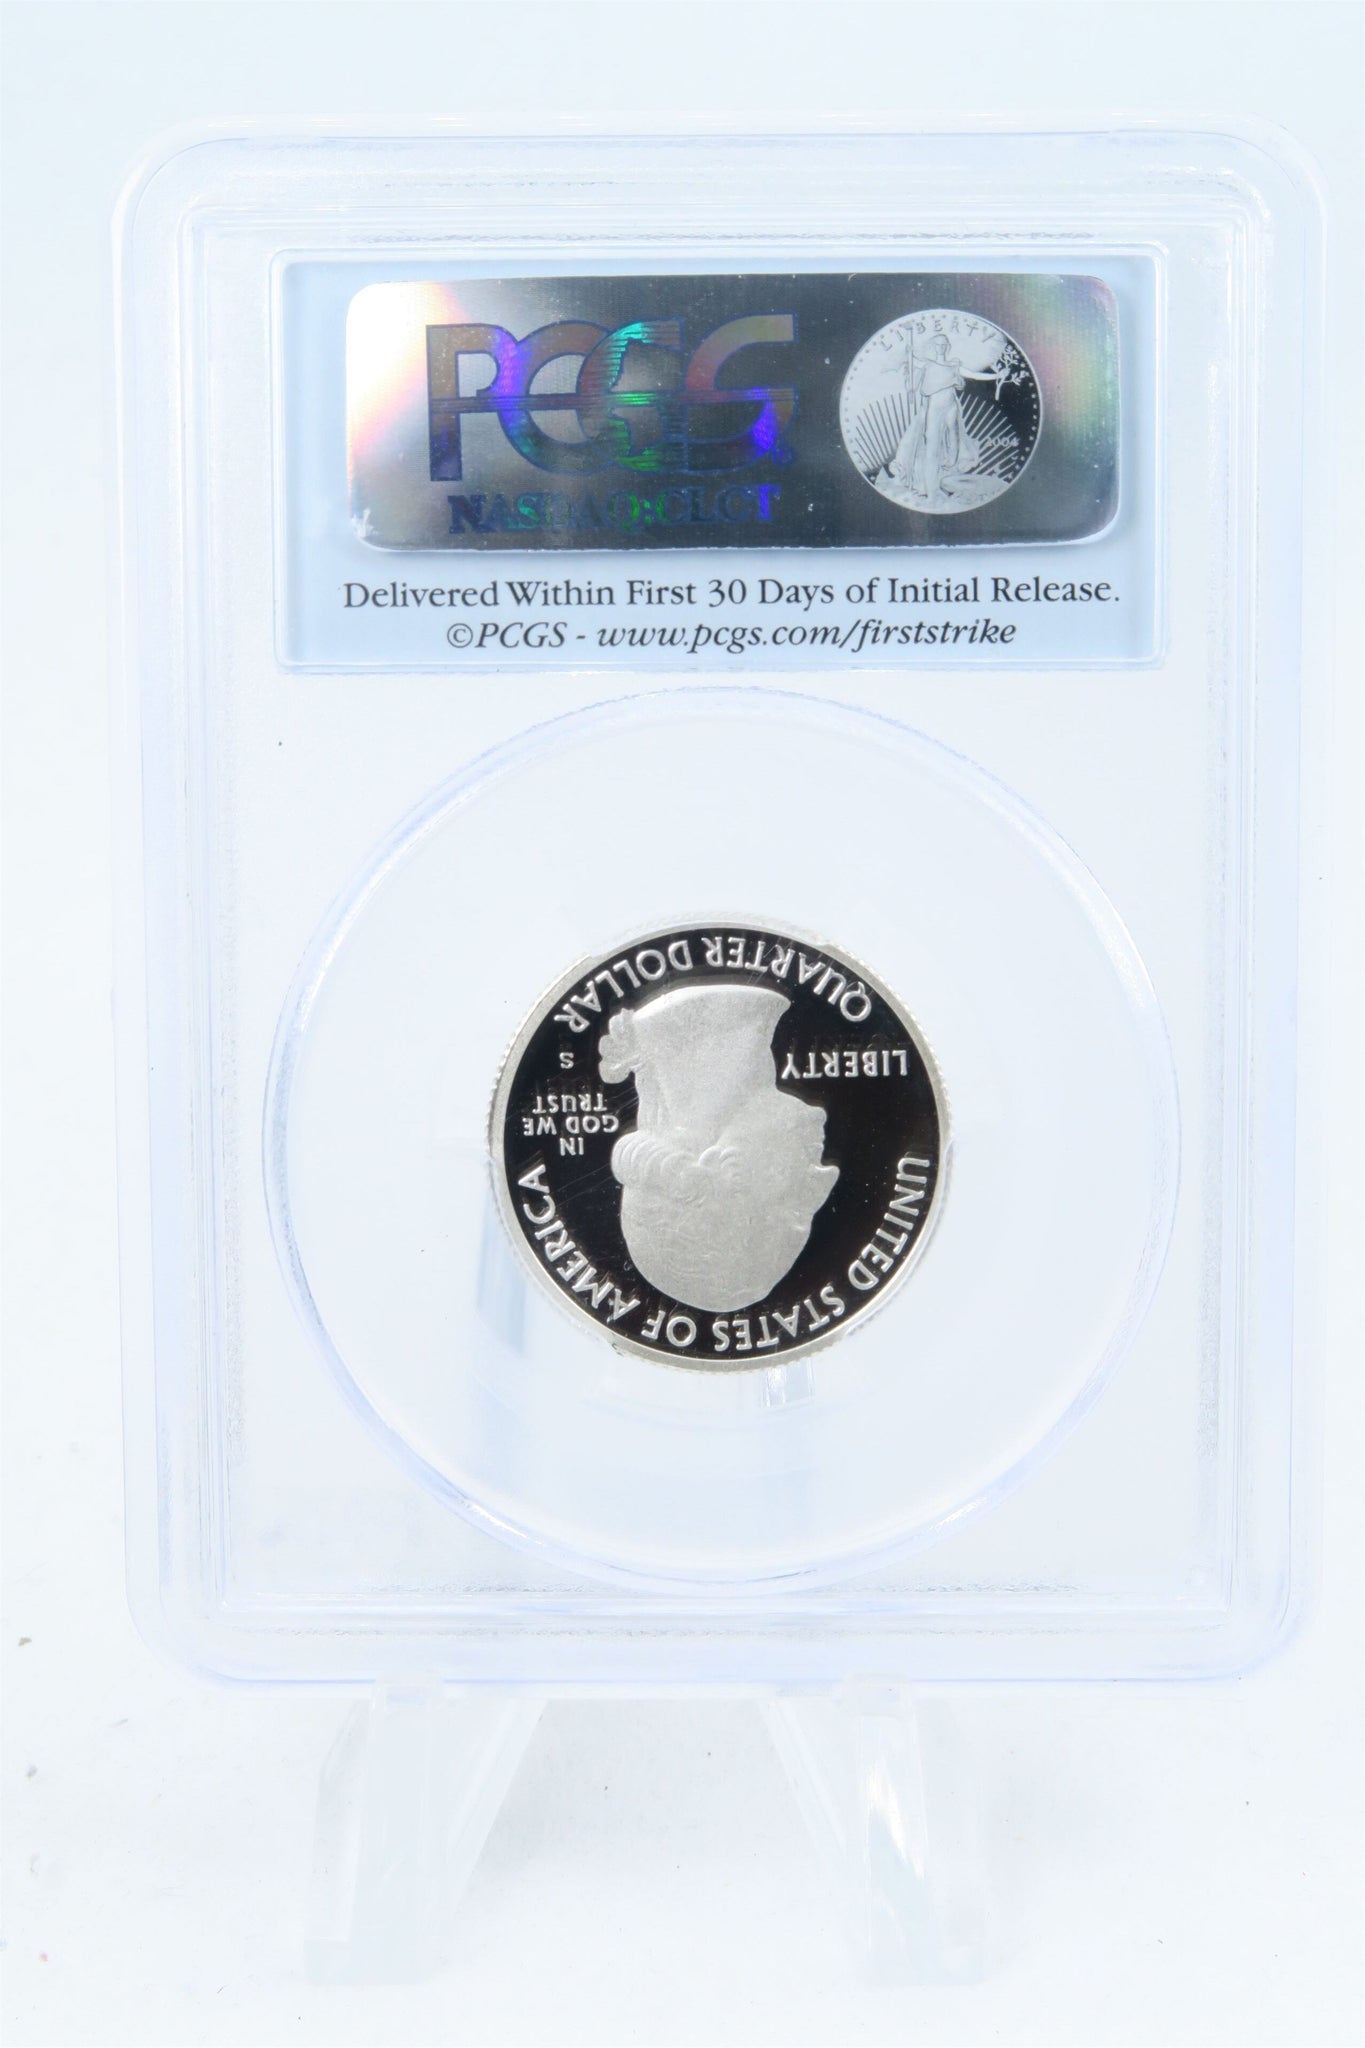 PCGS
NASDAQ:CLCT
LIBERTY
2004
Delivered Within First 30 Days of Initial Release.
©PCGS - www.pcgs.com/firststrike
UNITED STATES OF AMERICA
LIBERTY
IN
GOD WE
TRUST
S
QUARTER DOLLAR